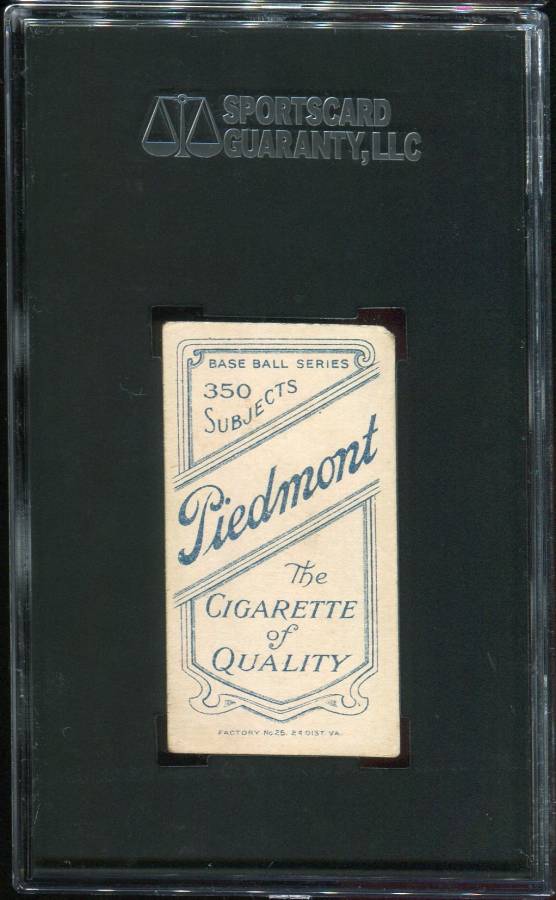 SPORTSCARD
GUARANTY, LLC
BASE BALL SERIES
350
SUBJECTS
Piedmont
The
CIGARETTE
of
QUALITY
FACTORY No 25. 2D DIST. VA.